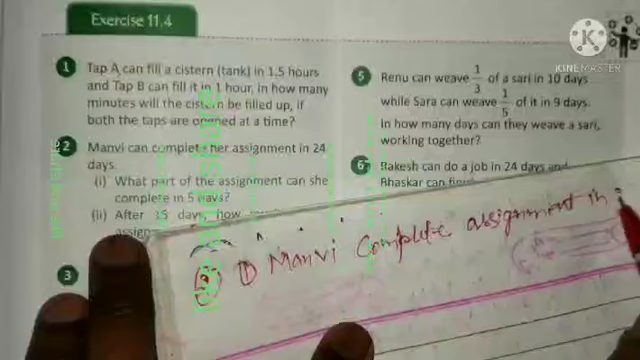 Exercise 11.4
KINEMASTER
1 Tap A can fill a cistern (tank) in 1.5 hours
and Tap B can fill it in 1 hour, in how many
minutes will the cistern be filled up, if
both the taps are opened at a time?
2 Manvi can complete her assignment in 24
days.
(i) What part of the assignment can she
complete in 5 days?
(ii) After 15 days, how
assign
3
5 Renu can weave 1/3 of a sari in 10 days
while Sara can weave 1/5 of it in 9 days.
In how many days can they weave a sari,
working together?
6 Rakesh can do a job in 24 days and
Bhaskar can
② ① Manvi Complete assignment in